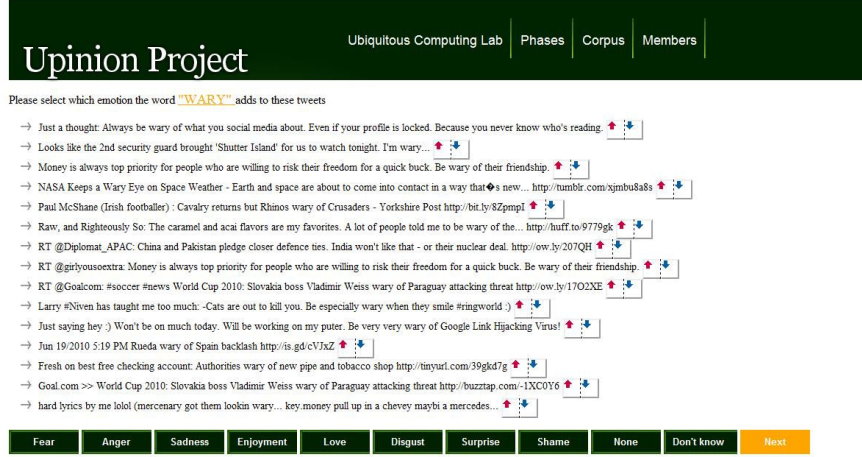 Upinion Project
Ubiquitous Computing Lab Phases Corpus Members
Please select which emotion the word "WARY" adds to these tweets
Just a thought: Always be wary of what you social media about. Even if your profile is locked. Because you never know who's reading.
Looks like the 2nd security guard brought 'Shutter Island' for us to watch tonight. I'm wary...
Money is always top priority for people who are willing to risk their freedom for a quick buck. Be wary of their friendship.
NASA Keeps a Wary Eye on Space Weather - Earth and space are about to come into contact in a way that�s new... http://tumblr.com/xjmbu8a8s
Paul McShane (Irish footballer) : Cavalry returns but Rhinos wary of Crusaders - Yorkshire Post http://bit.ly/8ZpmpI
Raw, and Righteously So: The caramel and acai flavors are my favorites. A lot of people told me to be wary of the... http://huff.to/9779gk
RT @Diplomat_APAC: China and Pakistan pledge closer defence ties. India won't like that - or their nuclear deal. http://ow.ly/207QH
RT @girlyousoextra: Money is always top priority for people who are willing to risk their freedom for a quick buck. Be wary of their friendship.
RT @Goalcom: #soccer #news World Cup 2010: Slovakia boss Vladimir Weiss wary of Paraguay attacking threat http://ow.ly/17O2XE
Larry #Niven has taught me too much: -Cats are out to kill you. Be especially wary when they smile #ringworld :)
Just saying hey :) Won't be on much today. Will be working on my puter. Be very very wary of Google Link Hijacking Virus!
Jun 19/2010 5:19 PM Rueda wary of Spain backlash http://is.gd/cVJxZ
Fresh on best free checking account: Authorities wary of new pipe and tobacco shop http://tinyurl.com/39gkd7g
Goal.com >> World Cup 2010: Slovakia boss Vladimir Weiss wary of Paraguay attacking threat http://buzztap.com/-1XC0Y6
hard lyrics by me lolol (mercenary got them lookin wary... key.money pull up in a chevey maybi a mercedes...
Fear Anger Sadness Enjoyment Love Disgust Surprise Shame None Don't know Next